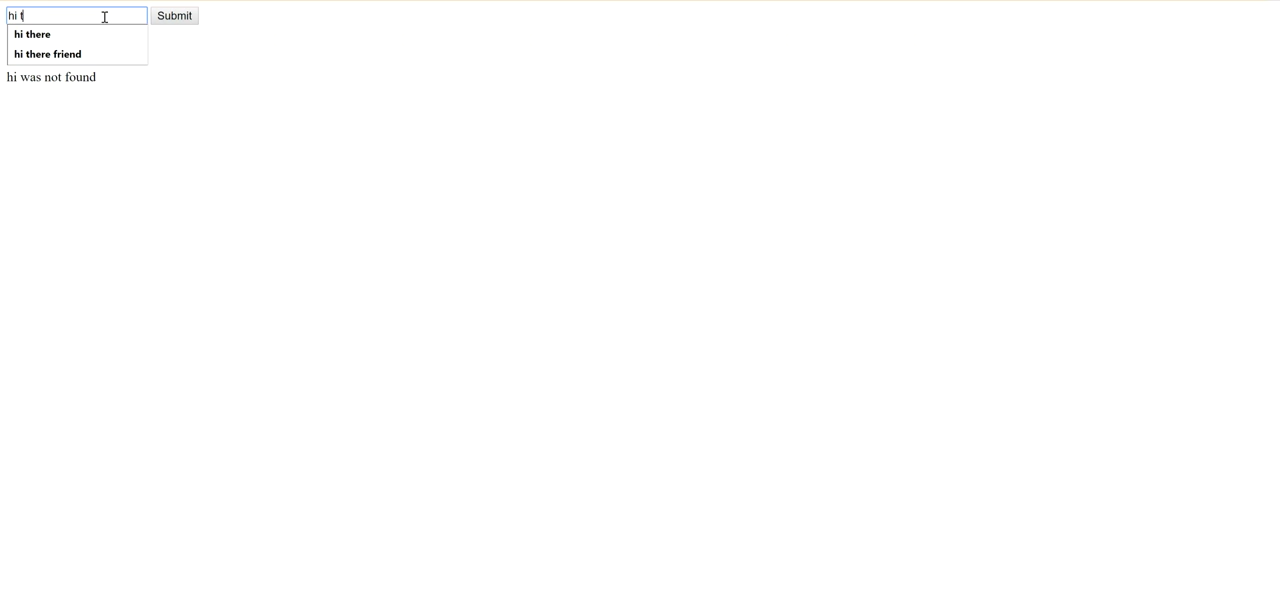 hi t
Submit
hi there
hi there friend
hi was not found